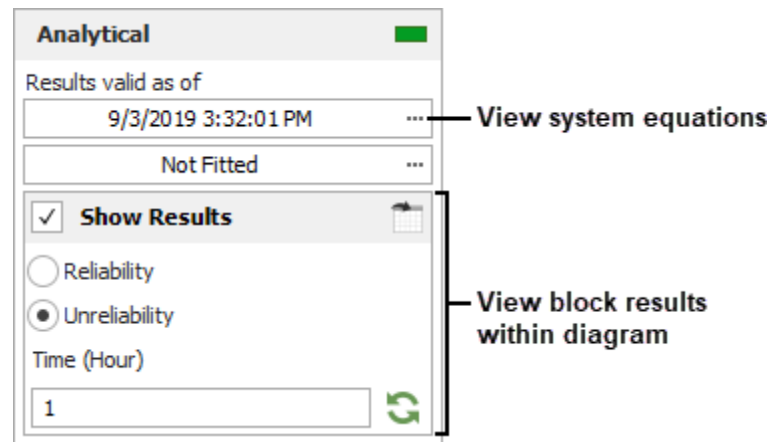 Analytical
Results valid as of
9/3/2019 3:32:01 PM ...
View system equations
Not Fitted ...
Show Results
Reliability
Unreliability
View block results
within diagram
Time (Hour)
1